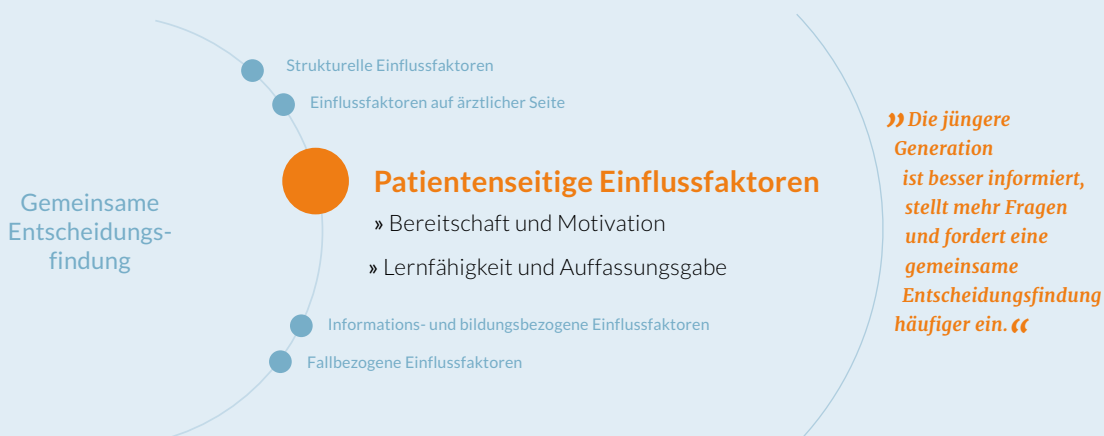 Strukturelle Einflussfaktoren
Einflussfaktoren auf ärztlicher Seite
Gemeinsame
Entscheidungs-
findung
Patientenseitige Einflussfaktoren
» Bereitschaft und Motivation
» Lernfähigkeit und Auffassungsgabe
Informations- und bildungsbezogene Einflussfaktoren
Fallbezogene Einflussfaktoren
” Die jüngere
Generation
ist besser informiert,
stellt mehr Fragen
und fordert eine
gemeinsame
Entscheidungsfindung
häufiger ein. “